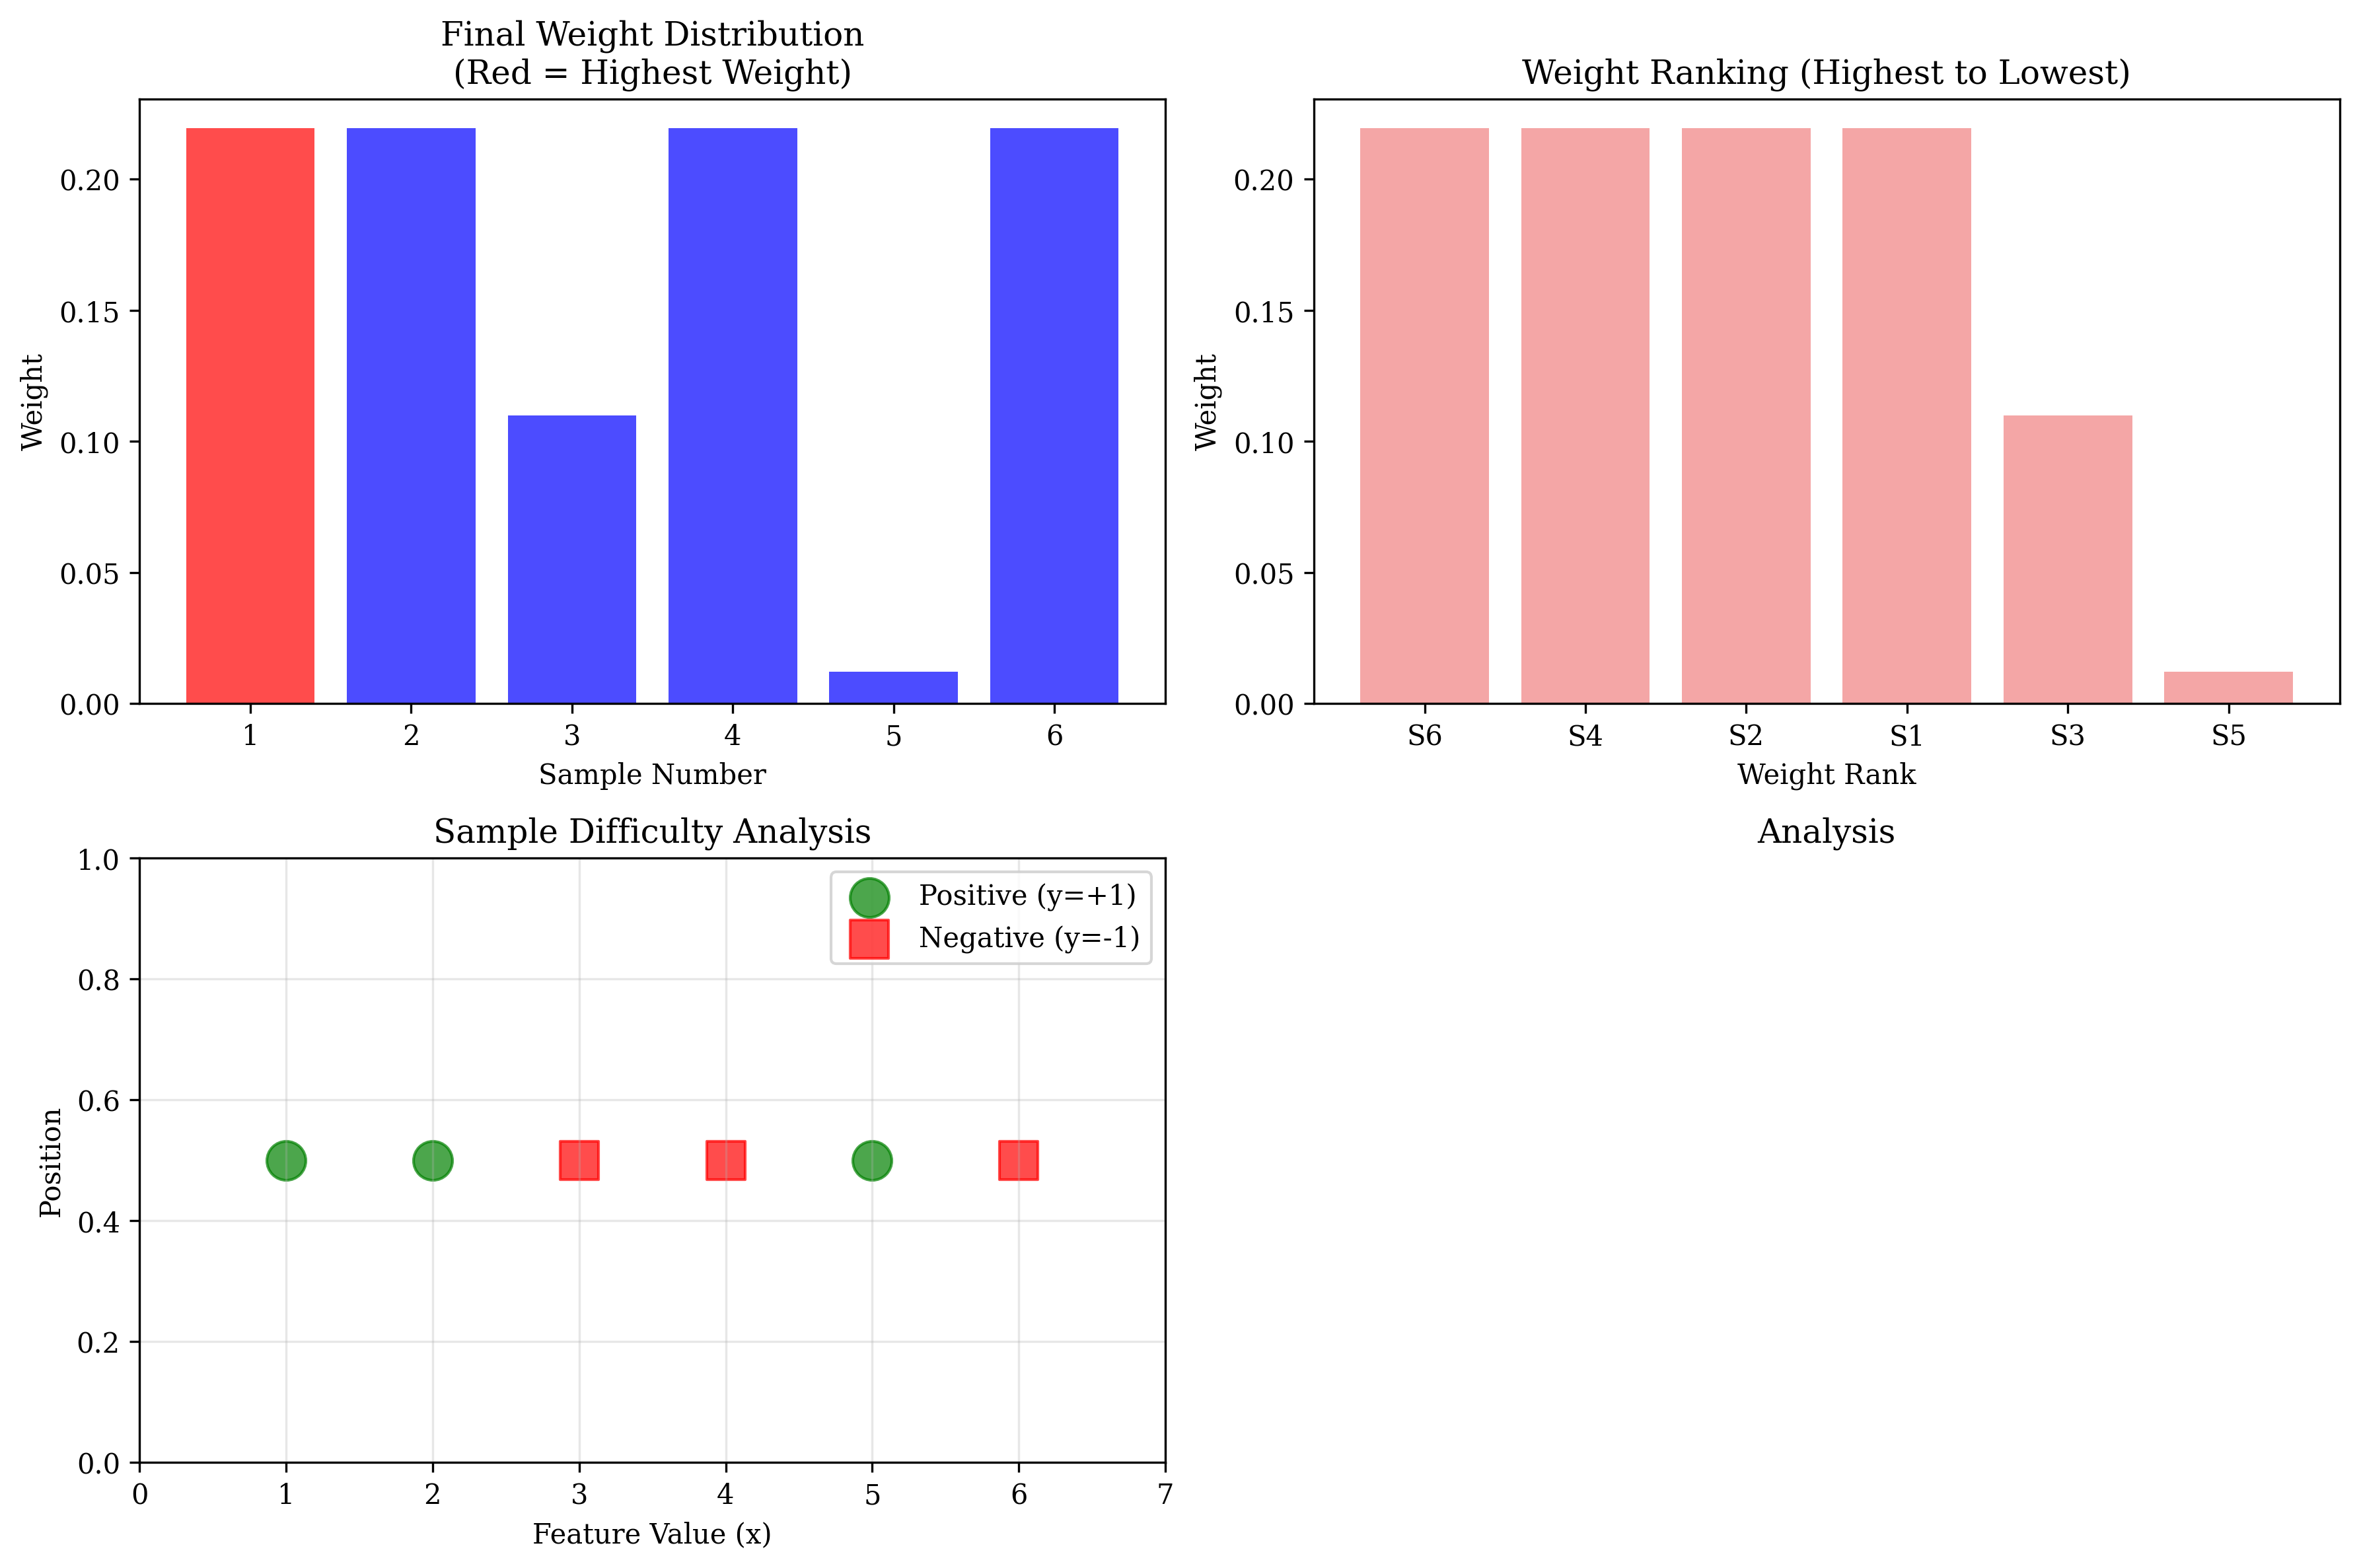 Final Weight Distribution
(Red = Highest Weight)
Weight
0.20
0.15
0.10
0.05
0.00
1 2 3 4 5 6
Sample Number
Weight Ranking (Highest to Lowest)
Weight
0.20
0.15
0.10
0.05
0.00
S6 S4 S2 S1 S3 S5
Weight Rank
Sample Difficulty Analysis
Position
1.0
0.8
0.6
0.4
0.2
0.0
Positive (y=+1)
Negative (y=-1)
0 1 2 3 4 5 6 7
Feature Value (x)
Analysis